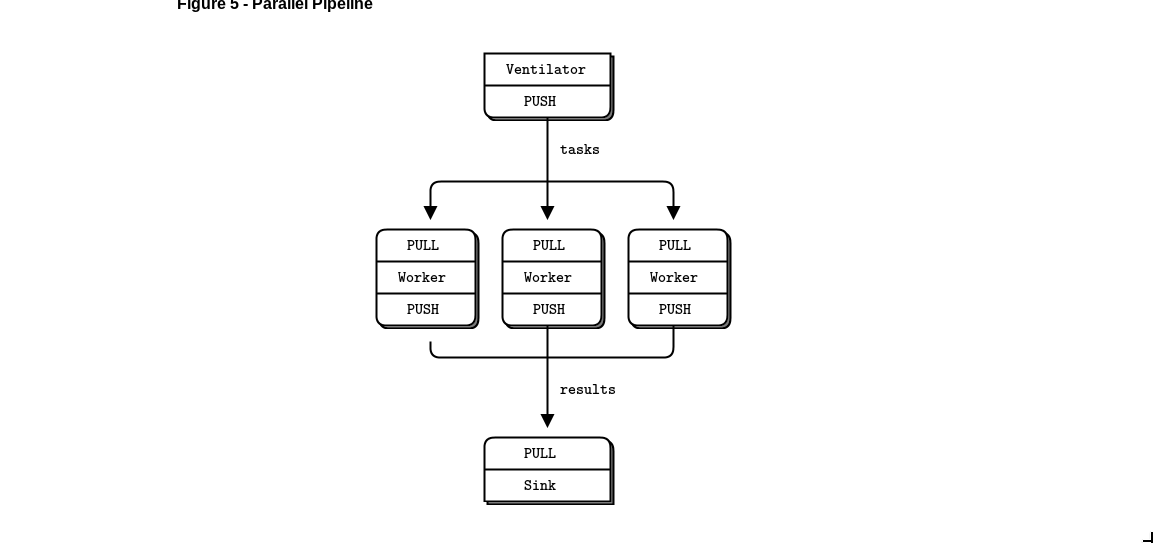 Figure 5 - Parallel Pipeline
Ventilator
PUSH
tasks
PULL PULL PULL
Worker Worker Worker
PUSH PUSH PUSH
results
PULL
Sink